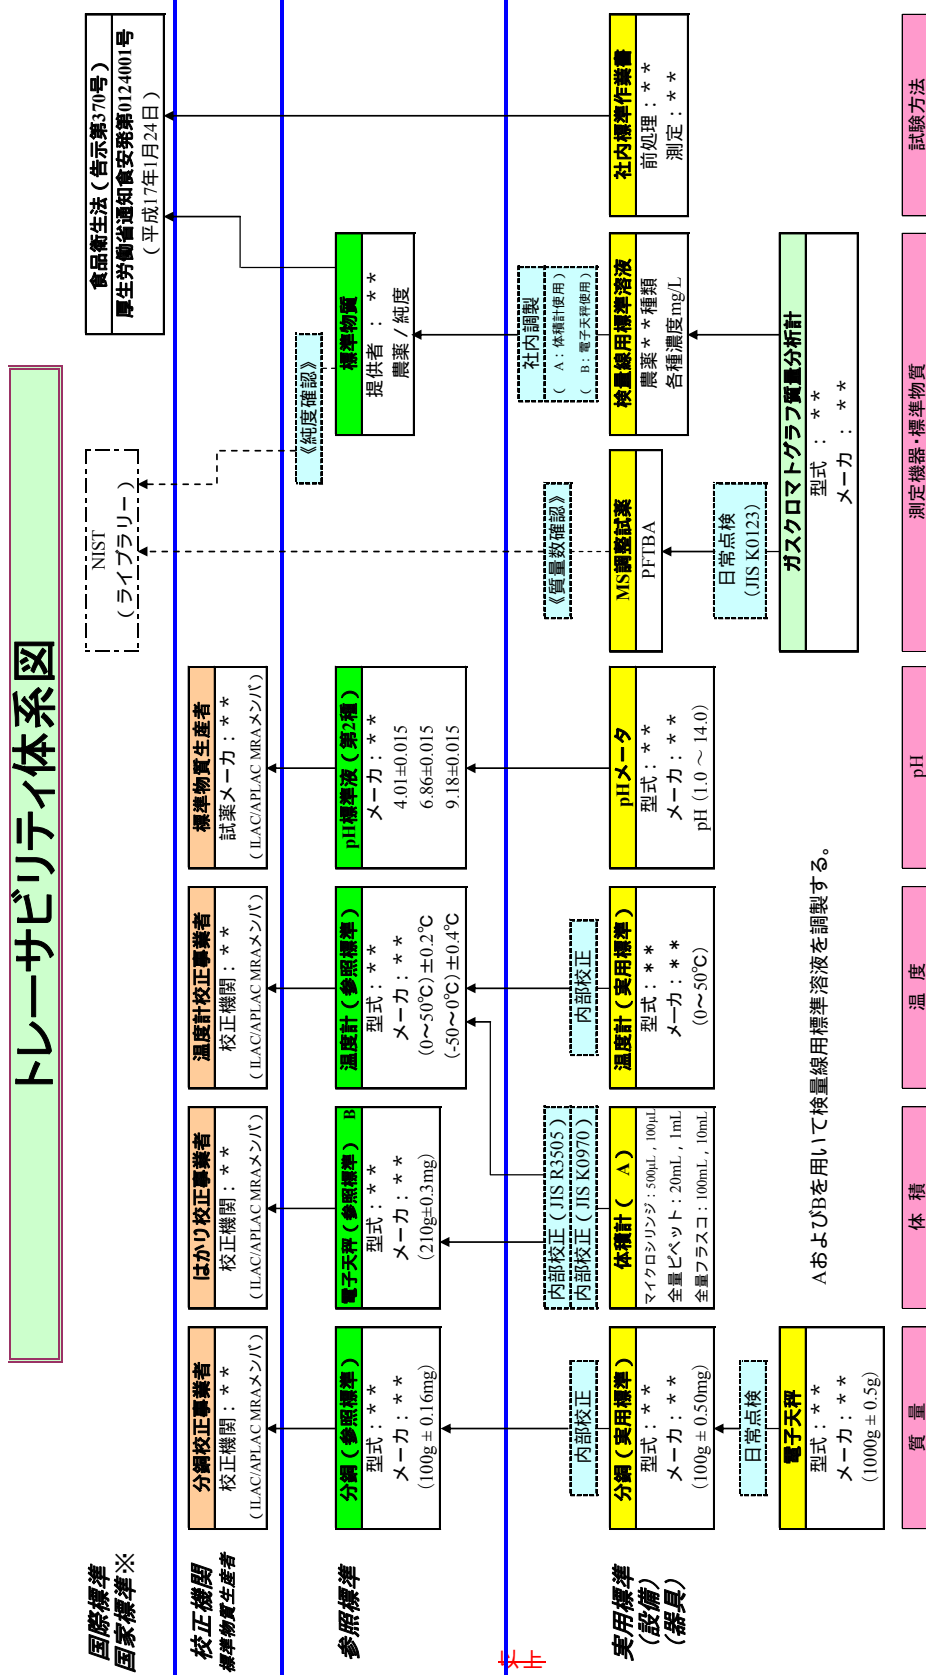 トレーサビリティ体系図
国際標準
国家標準※
NIST
（ライブラリー）
食品衛生法（告示第370号）
厚生労働省通知食安発第0124001号
（平成17年1月24日）
校正機関
標準物質生産者
分銅校正事業者
校正機関：**
(ILAC/APLAC MRAメンバ)
はかり校正事業者
校正機関：**
(ILAC/APLAC MRAメンバ)
温度計校正事業者
校正機関：**
(ILAC/APLAC MRAメンバ)
標準物質生産者
試薬メーカ：**
(ILAC/APLAC MRAメンバ)
《純度確認》
参照標準
分銅（参照標準）
型式：**
メーカ：**
(100g±0.16mg)
電子天秤（参照標準） B
型式：**
メーカ：**
(210g±0.3mg)
温度計（参照標準）
型式：**
メーカ：**
(0～50℃)±0.2℃
(-50～0℃)±0.4℃
pH標準液（第2種）
メーカ：**
4.01±0.015
6.86±0.015
9.18±0.015
標準物質
提供者：**
農薬／純度
以上
内部校正
内部校正（JIS R3505）
内部校正（JIS K0970）
内部校正
《質量数確認》
社内調製
（A：体積計使用）
（B：電子天秤使用）
実用標準
（設備）
（器具）
分銅（実用標準）
型式：**
メーカ：**
(100g±0.50mg)
体積計（A）
マイクロシリンジ：500μL，100μL
全量ピペット：20mL，1mL
全量フラスコ：100mL，10mL
温度計（実用標準）
型式：**
メーカ：**
(0～50℃)
pHメータ
型式：**
メーカ：**
pH (1.0～14.0)
MS調整試薬
PFTBA
検量線用標準溶液
農薬**種類
各種濃度mg/L
社内標準作業書
前処理：**
測定：**
日常点検
日常点検
(JIS K0123)
電子天秤
型式：**
メーカ：**
(1000g±0.5g)
AおよびBを用いて検量線用標準溶液を調製する。
ガスクロマトグラフ質量分析計
型式：**
メーカ：**
質量
体積
温度
pH
測定機器・標準物質
試験方法